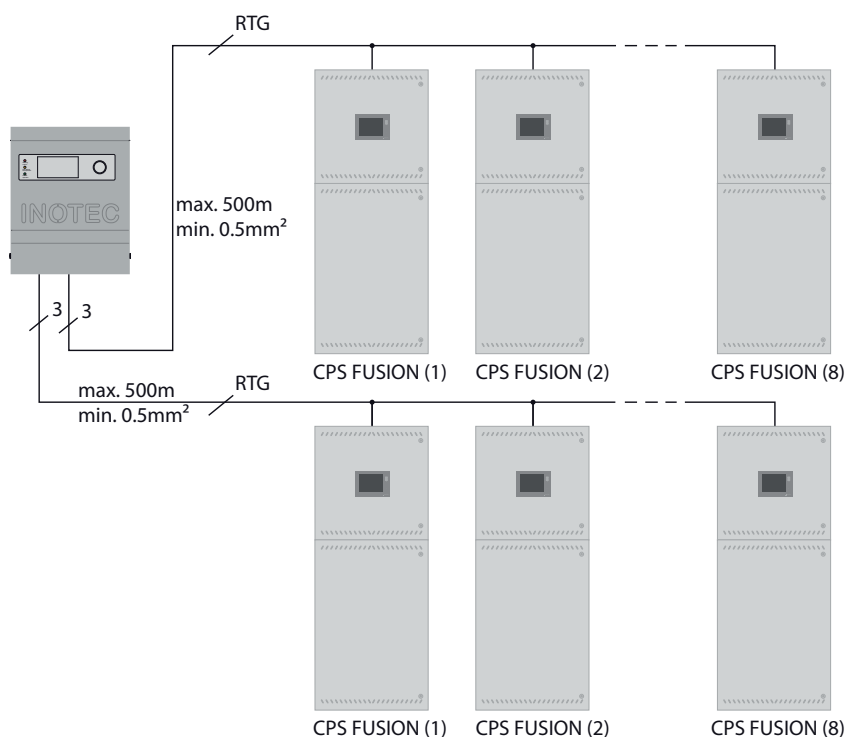 RTG
INOTEC
max. 500m
min. 0.5mm²
3
3
CPS FUSION (1)
CPS FUSION (2)
CPS FUSION (8)
max. 500m
min. 0.5mm²
RTG
CPS FUSION (1)
CPS FUSION (2)
CPS FUSION (8)